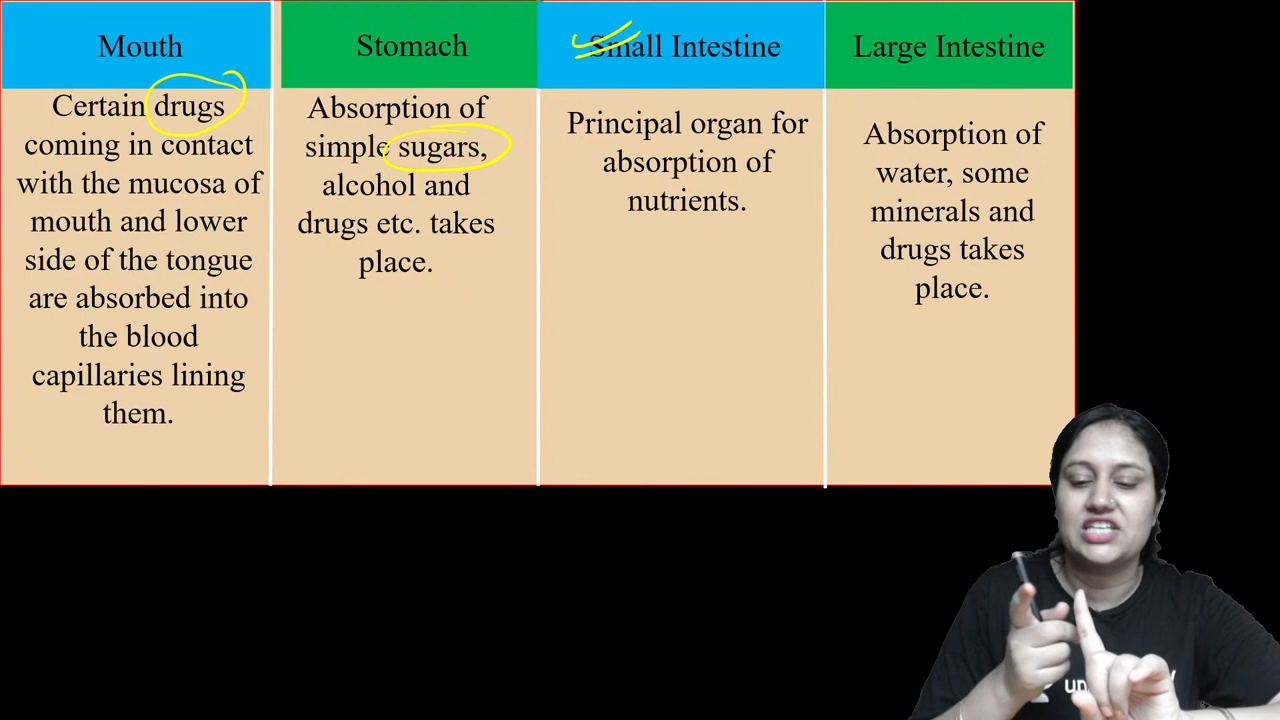 Mouth
Certain drugs
coming in contact
with the mucosa of
mouth and lower
side of the tongue
are absorbed into
the blood
capillaries lining
them.
Stomach
Absorption of
simple sugars,
alcohol and
drugs etc. takes
place.
Small Intestine
Principal organ for
absorption of
nutrients.
Large Intestine
Absorption of
water, some
minerals and
drugs takes
place.